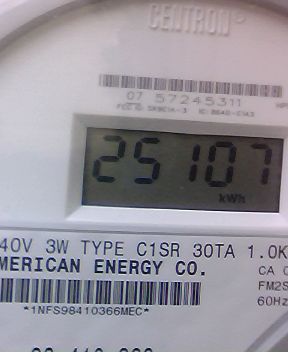 CENTRON®
07 57245311
25107
kWh
40V 3W TYPE C1SR 30TA 1.0K
MERICAN ENERGY CO.
CA
FM2S
60Hz
*1NFS98410366MEC*